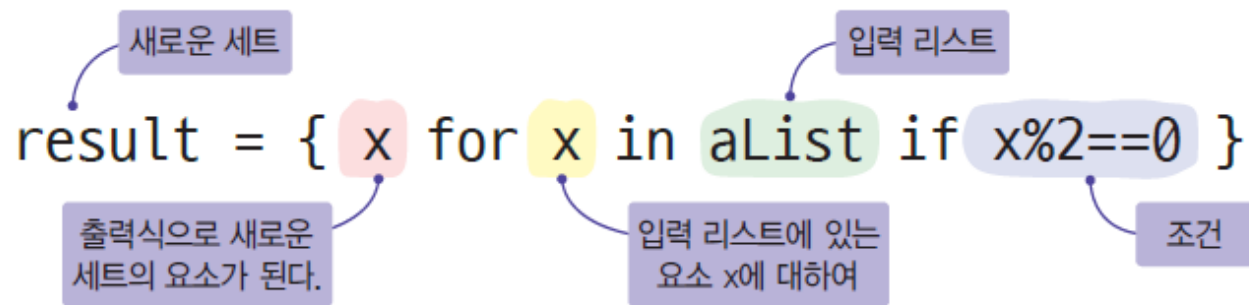 새로운 세트
입력 리스트
result = { x for x in aList if x%2==0 }
출력식으로 새로운
세트의 요소가 된다.
입력 리스트에 있는
요소 x에 대하여
조건